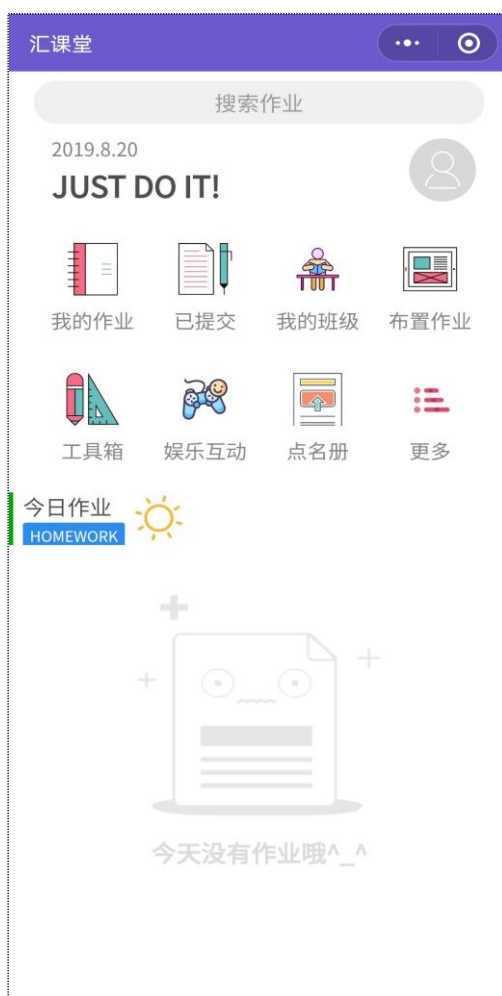 汇课堂
搜索作业
2019.8.20
JUST DO IT!
我的作业 已提交 我的班级 布置作业
工具箱 娱乐互动 点名册 更多
今日作业
HOMEWORK
今天没有作业哦^_^